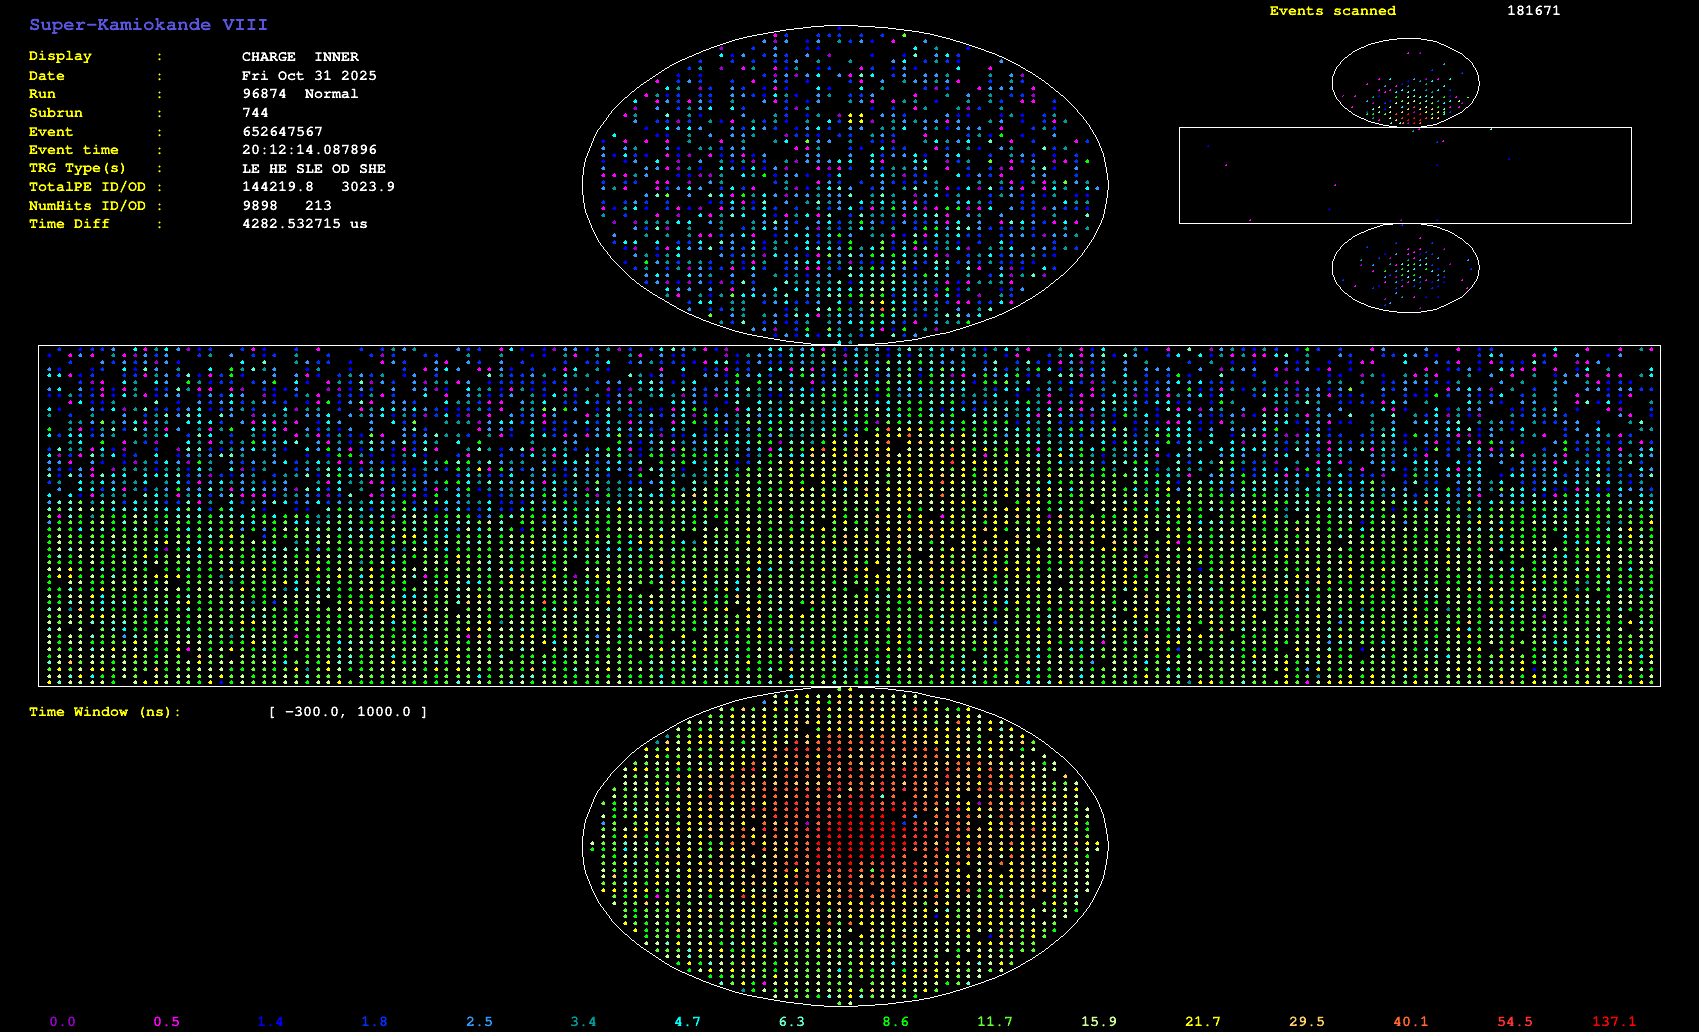 Super-Kamiokande VIII
Display : CHARGE INNER
Date : Fri Oct 31 2025
Run : 96874 Normal
Subrun : 744
Event : 652647567
Event time : 20:12:14.087896
TRG Type(s) : LE HE SLE OD SHE
TotalPE ID/OD : 144219.8 3023.9
NumHits ID/OD : 9898 213
Time Diff : 4282.532715 us
Events scanned 181671
Time Window (ns): [ -300.0, 1000.0 ]
0.0 0.5 1.4 1.8 2.5 3.4 4.7 6.3 8.6 11.7 15.9 21.7 29.5 40.1 54.5 137.1